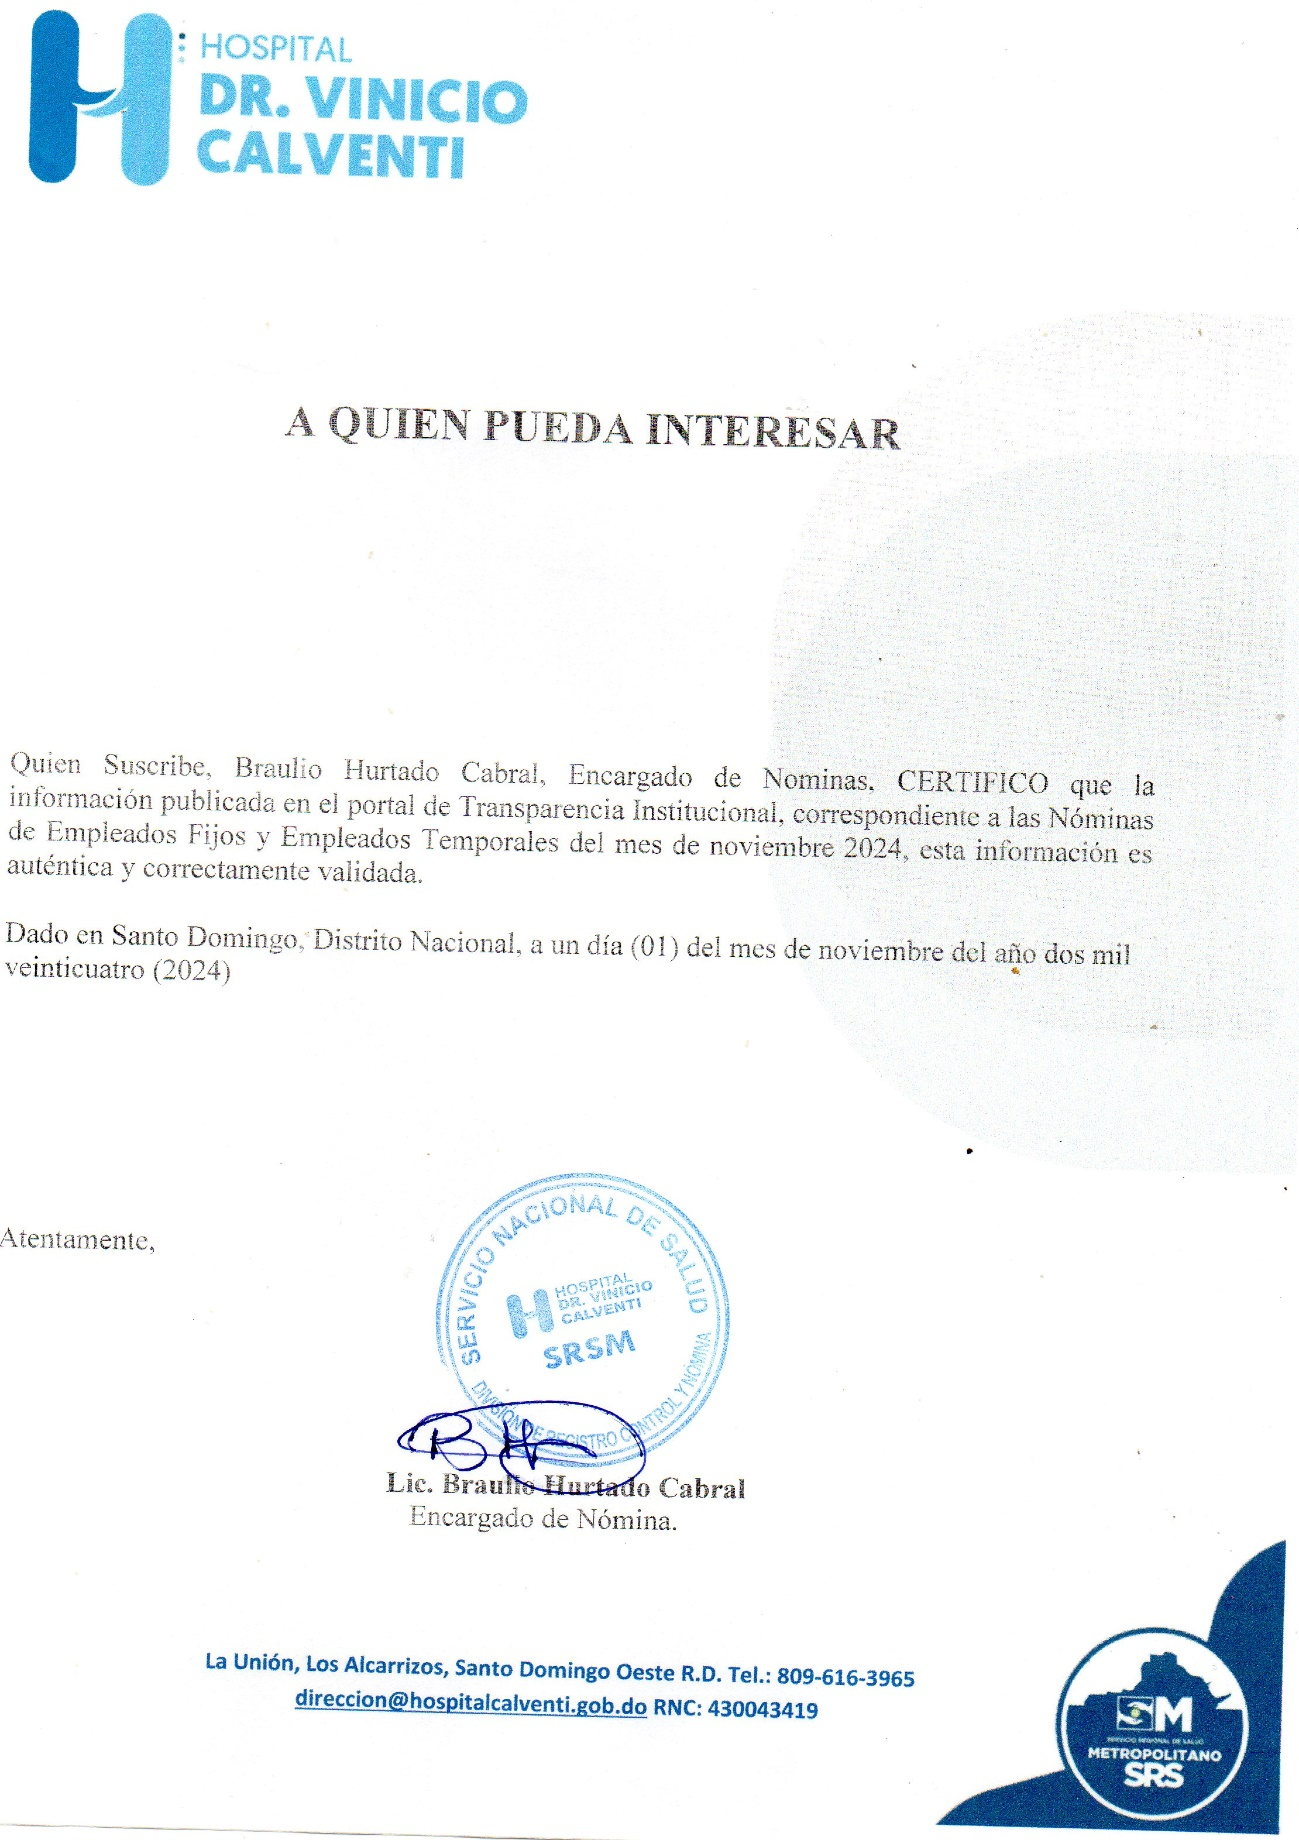 HOSPITAL
DR. VINICIO
CALVENTI
A QUIEN PUEDA INTERESAR
Quien Suscribe, Braulio Hurtado Cabral, Encargado de Nominas, CERTIFICO que la
información publicada en el portal de Transparencia Institucional, correspondiente a las Nóminas
de Empleados Fijos y Empleados Temporales del mes de noviembre 2024, esta información es
auténtica y correctamente validada.
Dado en Santo Domingo, Distrito Nacional, a un día (01) del mes de noviembre del año dos mil
veinticuatro (2024)
Atentamente,
SERVICIO NACIONAL DE SALUD
HOSPITAL
DR. VINICIO
CALVENTI
SRSM
DIVISIÓN DE REGISTRO CONTROL Y NÓMINA
Lic. Braulio Hurtado Cabral
Encargado de Nómina.
La Unión, Los Alcarrizos, Santo Domingo Oeste R.D. Tel.: 809-616-3965
direccion@hospitalcalventi.gob.do RNC: 430043419
SM
SERVICIO REGIONAL DE SALUD
METROPOLITANO
SRS